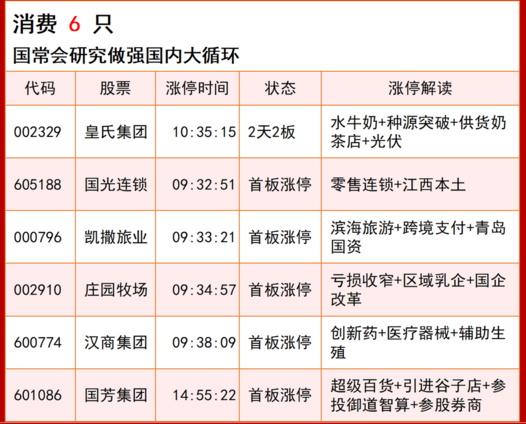 消费 6 只
国常会研究做强国内大循环
代码 股票 涨停时间 状态 涨停解读
002329 皇氏集团 10:35:15 2天2板 水牛奶+种源突破+供货奶
茶店+光伏
605188 国光连锁 09:32:51 首板涨停 零售连锁+江西本土
000796 凯撒旅业 09:33:21 首板涨停 滨海旅游+跨境支付+青岛
国资
002910 庄园牧场 09:34:57 首板涨停 亏损收窄+区域乳企+国企
改革
600774 汉商集团 09:38:09 首板涨停 创新药+医疗器械+辅助生
殖
601086 国芳集团 14:55:22 首板涨停 超级百货+引进谷子店+参
投御道智算+参股券商